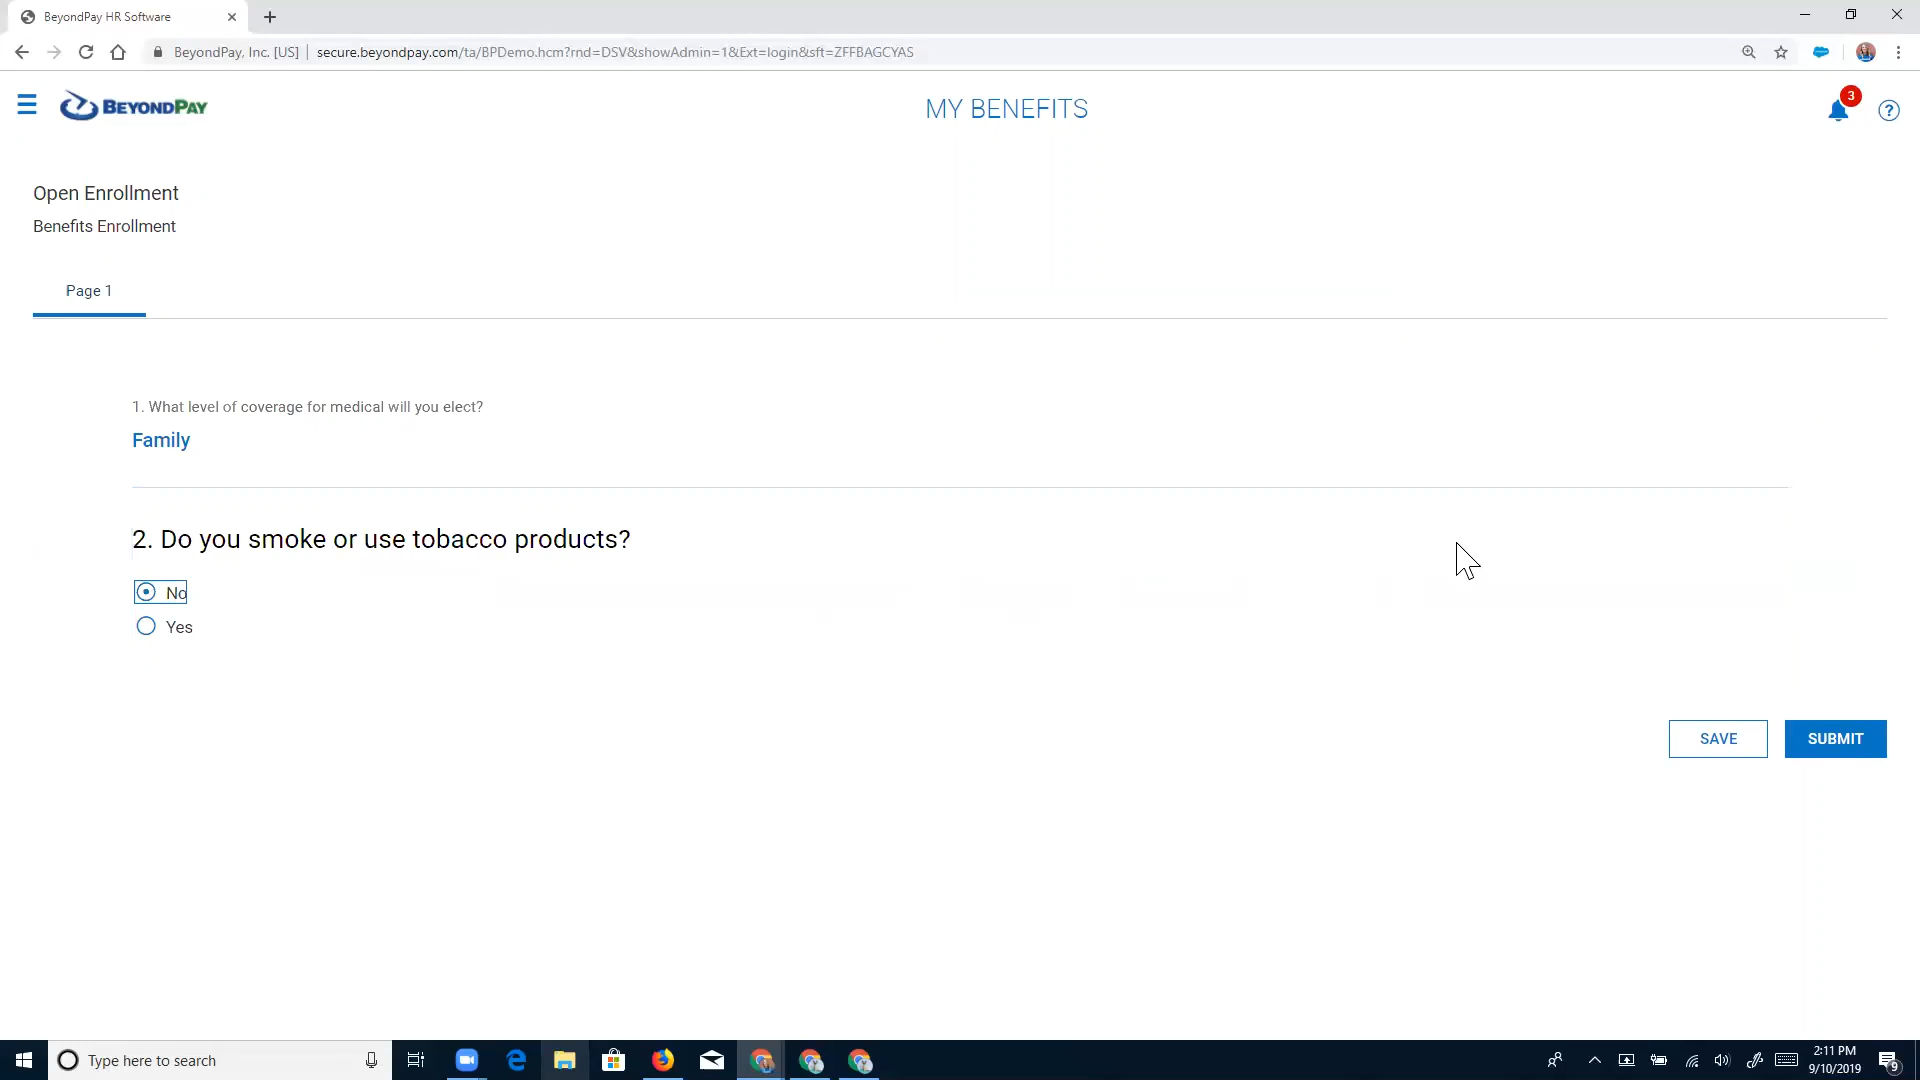 BeyondPay HR Software
BeyondPay, Inc. [US] | secure.beyondpay.com/ta/BPDemo.hcm?rnd=DSV&showAdmin=1&Ext=login&sft=ZFFBAGCYAS
BEYONDPAY
MY BENEFITS
3
?
Open Enrollment
Benefits Enrollment
Page 1
1. What level of coverage for medical will you elect?
Family
2. Do you smoke or use tobacco products?
No
Yes
SAVE
SUBMIT
Type here to search
2:11 PM
9/10/2019
9